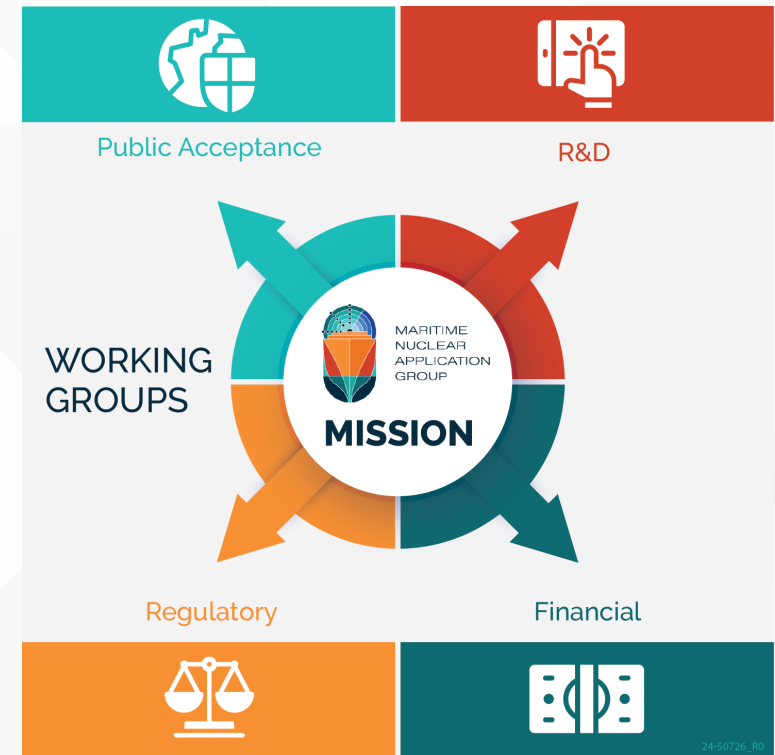 Public Acceptance
R&D
WORKING
GROUPS
MARITIME
NUCLEAR
APPLICATION
GROUP
MISSION
Regulatory
Financial
24-50726_R0